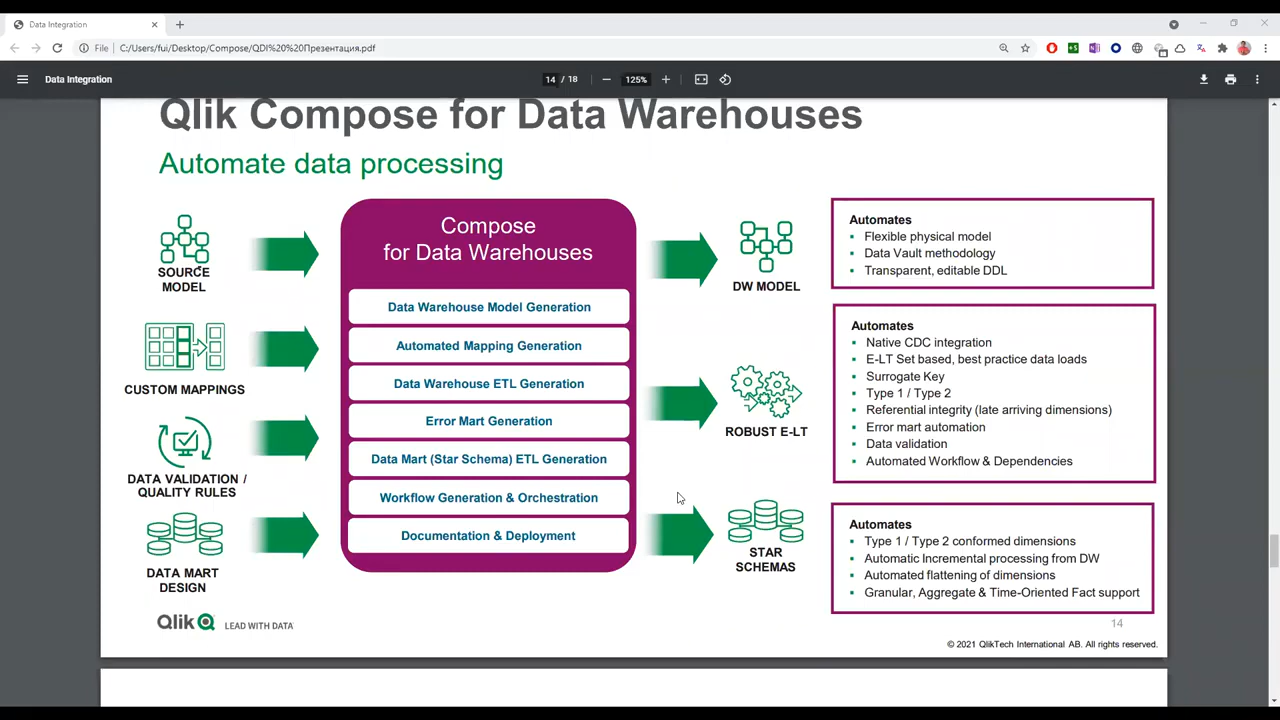 Data Integration
File
C:/Users/fui/Desktop/Compose/QDI%20%20Презентация.pdf
Data Integration
14 / 18
125%
Qlik Compose for Data Warehouses
Automate data processing
SOURCE
MODEL
CUSTOM MAPPINGS
DATA VALIDATION /
QUALITY RULES
DATA MART
DESIGN
Compose
for Data Warehouses
Data Warehouse Model Generation
Automated Mapping Generation
Data Warehouse ETL Generation
Error Mart Generation
Data Mart (Star Schema) ETL Generation
Workflow Generation & Orchestration
Documentation & Deployment
DW MODEL
ROBUST E-LT
STAR
SCHEMAS
Automates
▪ Flexible physical model
▪ Data Vault methodology
▪ Transparent, editable DDL
Automates
▪ Native CDC integration
▪ E-LT Set based, best practice data loads
▪ Surrogate Key
▪ Type 1 / Type 2
▪ Referential integrity (late arriving dimensions)
▪ Error mart automation
▪ Data validation
▪ Automated Workflow & Dependencies
Automates
▪ Type 1 / Type 2 conformed dimensions
▪ Automatic Incremental processing from DW
▪ Automated flattening of dimensions
▪ Granular, Aggregate & Time-Oriented Fact support
Qlik LEAD WITH DATA
14
© 2021 QlikTech International AB. All rights reserved.